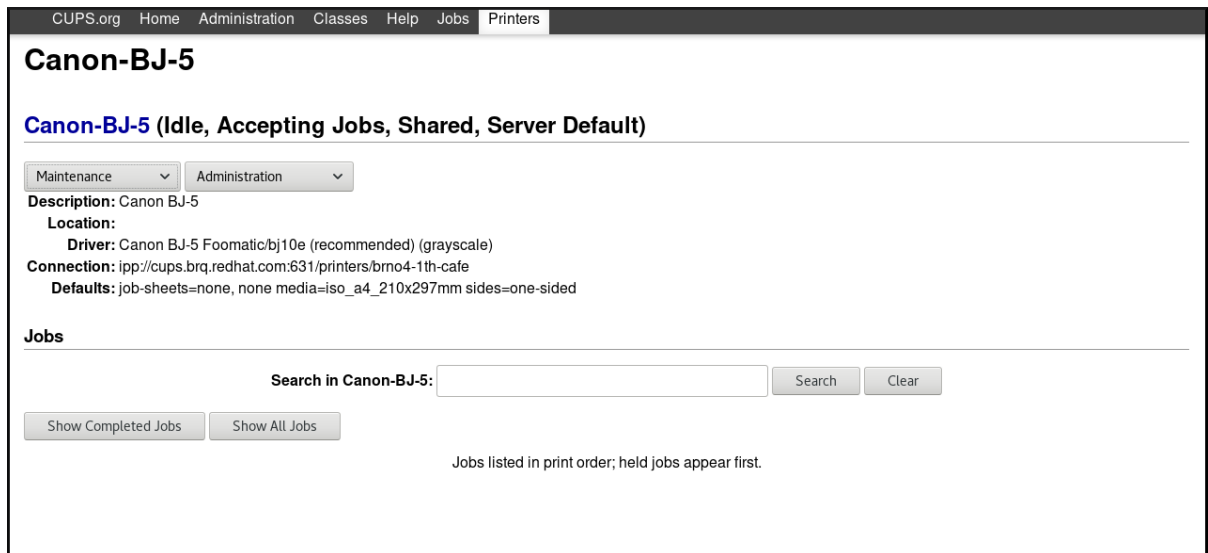 CUPS.org Home Administration Classes Help Jobs Printers
Canon-BJ-5
Canon-BJ-5 (Idle, Accepting Jobs, Shared, Server Default)
Maintenance Administration
Description: Canon BJ-5
Location:
Driver: Canon BJ-5 Foomatic/bj10e (recommended) (grayscale)
Connection: ipp://cups.brq.redhat.com:631/printers/brno4-1th-cafe
Defaults: job-sheets=none, none media=iso_a4_210x297mm sides=one-sided
Jobs
Search in Canon-BJ-5: Search Clear
Show Completed Jobs Show All Jobs
Jobs listed in print order; held jobs appear first.